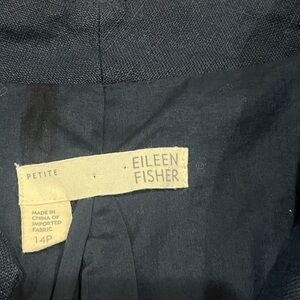 PETITE
EILEEN
FISHER
MADE IN
CHINA OF
IMPORTED
FABRIC
14P